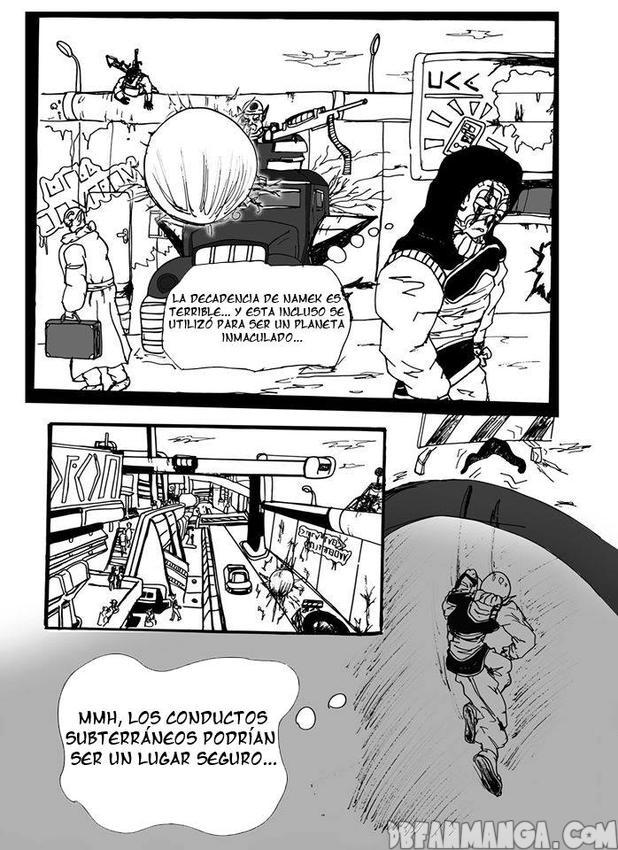 LA DECADENCIA DE NAMEK ES
TERRIBLE... Y ESTA INCLUSO SE
UTILIZÓ PARA SER UN PLANETA
INMACULADO...
MMH, LOS CONDUCTOS
SUBTERRÁNEOS PODRÍAN
SER UN LUGAR SEGURO...
DBFANMANGA.COM